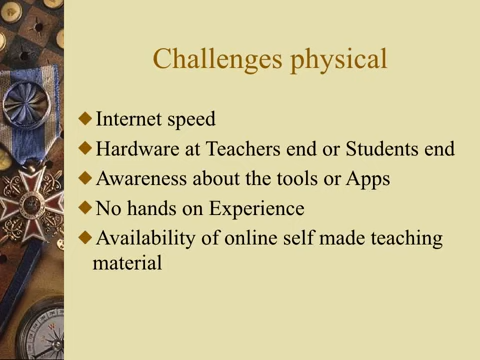 Challenges physical
Internet speed
Hardware at Teachers end or Students end
Awareness about the tools or Apps
No hands on Experience
Availability of online self made teaching
material